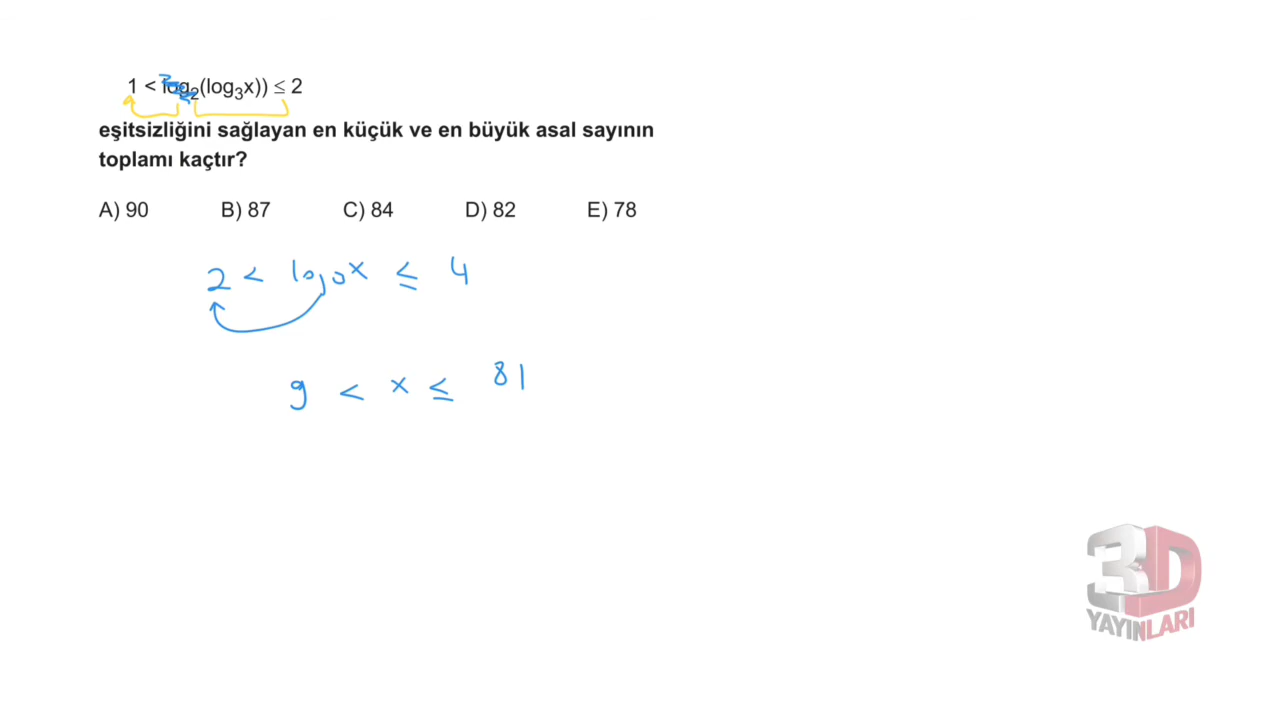 1 < log₂(log₃x)) ≤ 2
eşitsizliğini sağlayan en küçük ve en büyük asal sayının
toplamı kaçtır?
A) 90 B) 87 C) 84 D) 82 E) 78
2 < log₃x ≤ 4
9 < x ≤ 81
3D
YAYINLARI